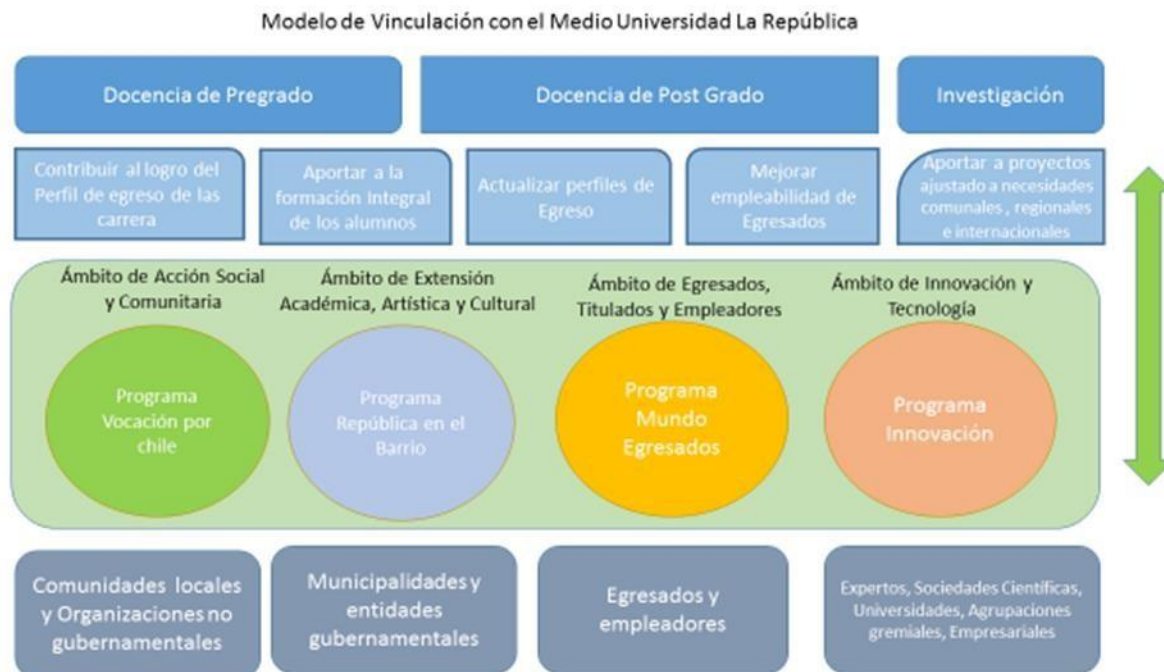 Modelo de Vinculación con el Medio Universidad La República
Docencia de Pregrado
Docencia de Post Grado
Investigación
Contribuir al logro del
Perfil de egreso de las
carrera
Aportar a la
formación Integral
de los alumnos
Actualizar perfiles de
Egreso
Mejorar
empleabilidad de
Egresados
Aportar a proyectos
ajustado a necesidades
comunales , regionales
e internacionales
Ámbito de Acción Social
y Comunitaria
Ámbito de Extensión
Académica, Artística y Cultural
Ámbito de Egresados,
Titulados y Empleadores
Ámbito de Innovación y
Tecnología
Programa
Vocación por
chile
Programa
República en el
Barrio
Programa
Mundo
Egresados
Programa
Innovación
Comunidades locales
y Organizaciones no
gubernamentales
Municipalidades y
entidades
gubernamentales
Egresados y
empleadores
Expertos, Sociedades Científicas,
Universidades, Agrupaciones
gremiales, Empresariales